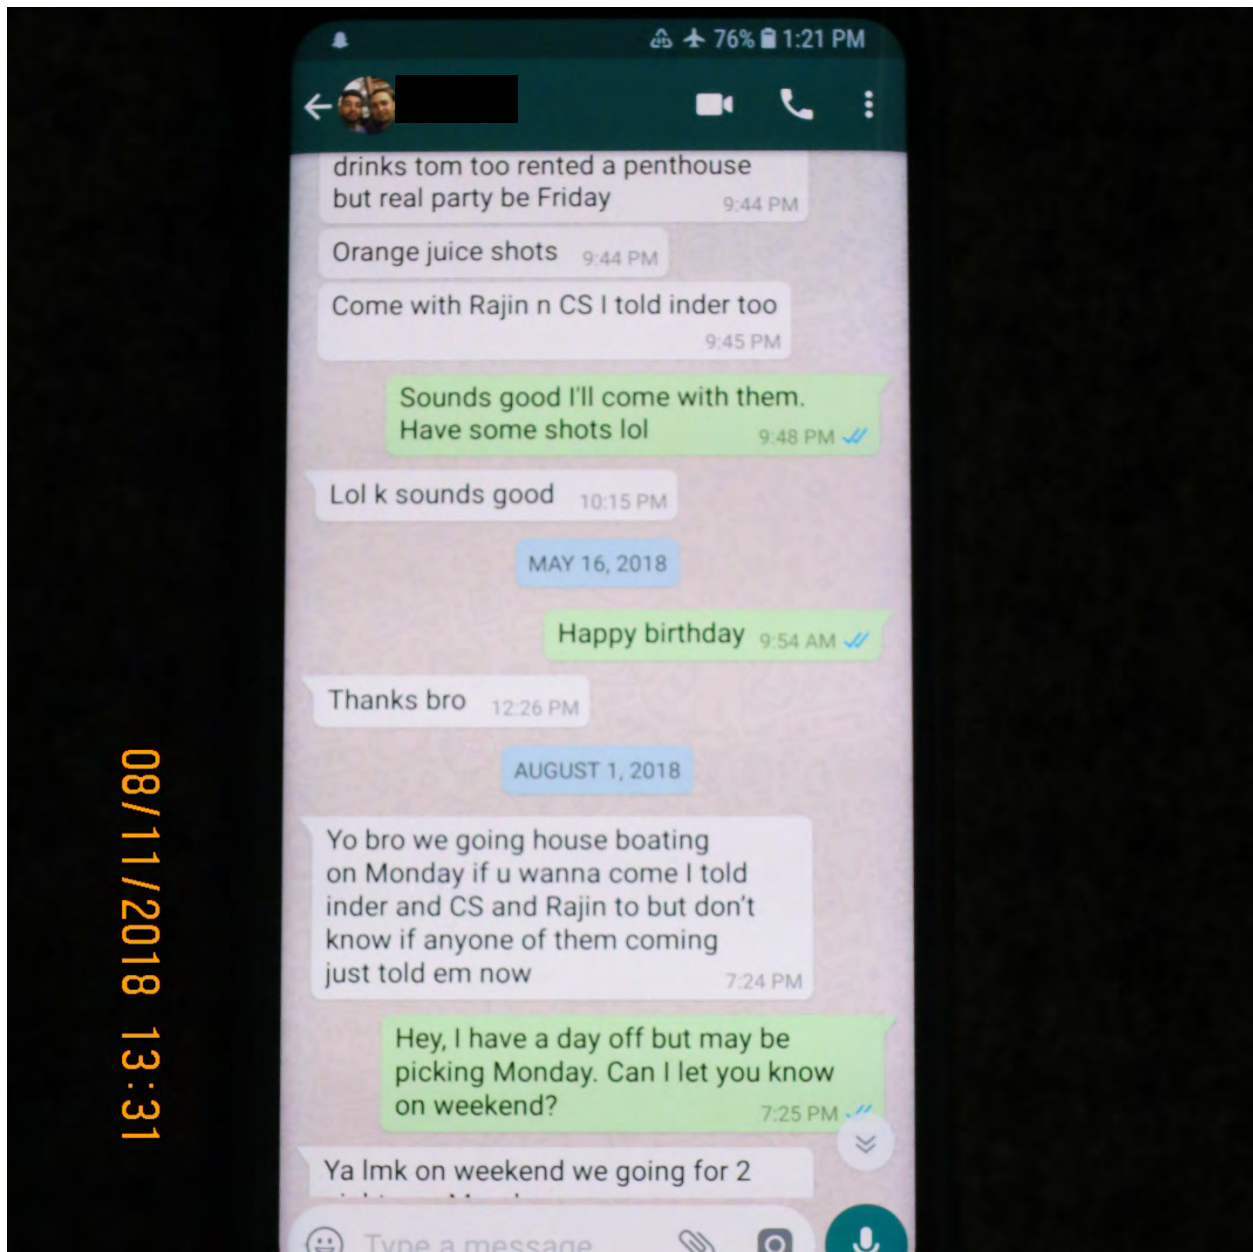 76% 1:21 PM
drinks tom too rented a penthouse
but real party be Friday 9:44 PM
Orange juice shots 9:44 PM
Come with Rajin n CS I told inder too
9:45 PM
Sounds good I'll come with them.
Have some shots lol 9:48 PM
Lol k sounds good 10:15 PM
MAY 16, 2018
Happy birthday 9:54 AM
Thanks bro 12:26 PM
AUGUST 1, 2018
Yo bro we going house boating
on Monday if u wanna come I told
inder and CS and Rajin to but don't
know if anyone of them coming
just told em now 7:24 PM
Hey, I have a day off but may be
picking Monday. Can I let you know
on weekend? 7:25 PM
Ya lmk on weekend we going for 2
Type a message
08/11/2018 13:31